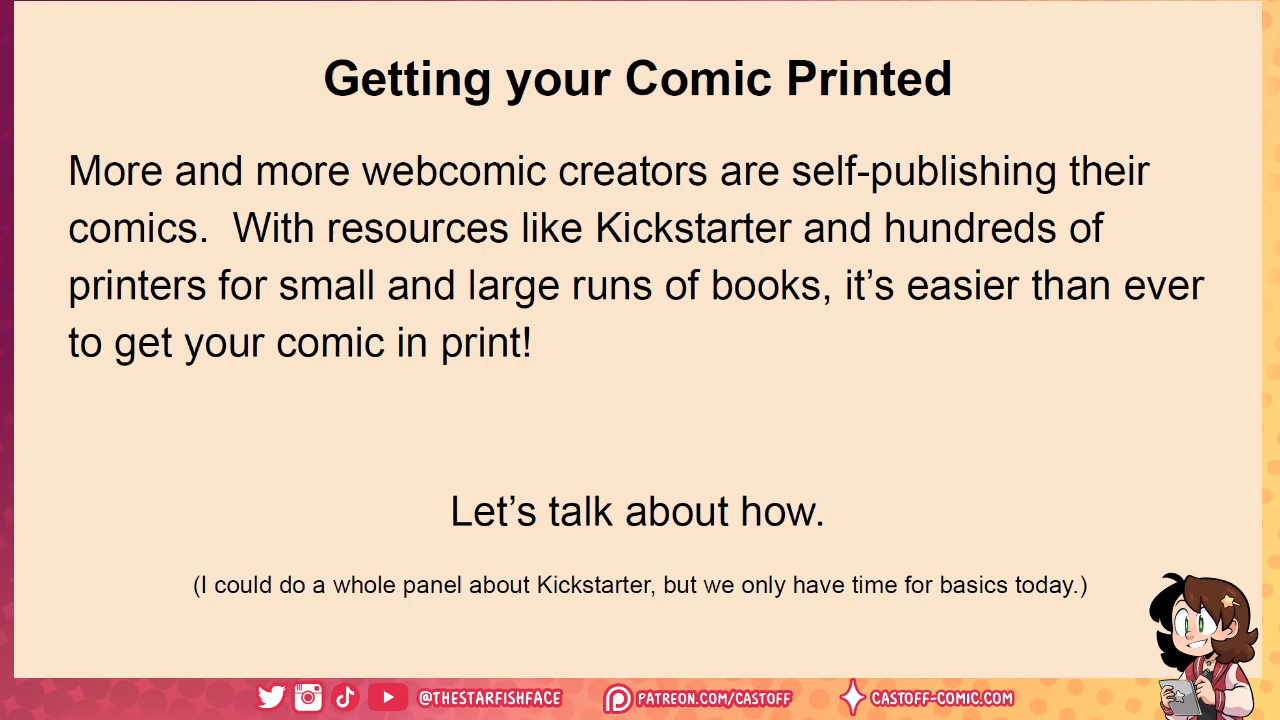 Getting your Comic Printed
More and more webcomic creators are self-publishing their
comics.  With resources like Kickstarter and hundreds of
printers for small and large runs of books, it’s easier than ever
to get your comic in print!
Let’s talk about how.
(I could do a whole panel about Kickstarter, but we only have time for basics today.)
@THESTARFISHFACE PATREON.COM/CASTOFF CASTOFF-COMIC.COM